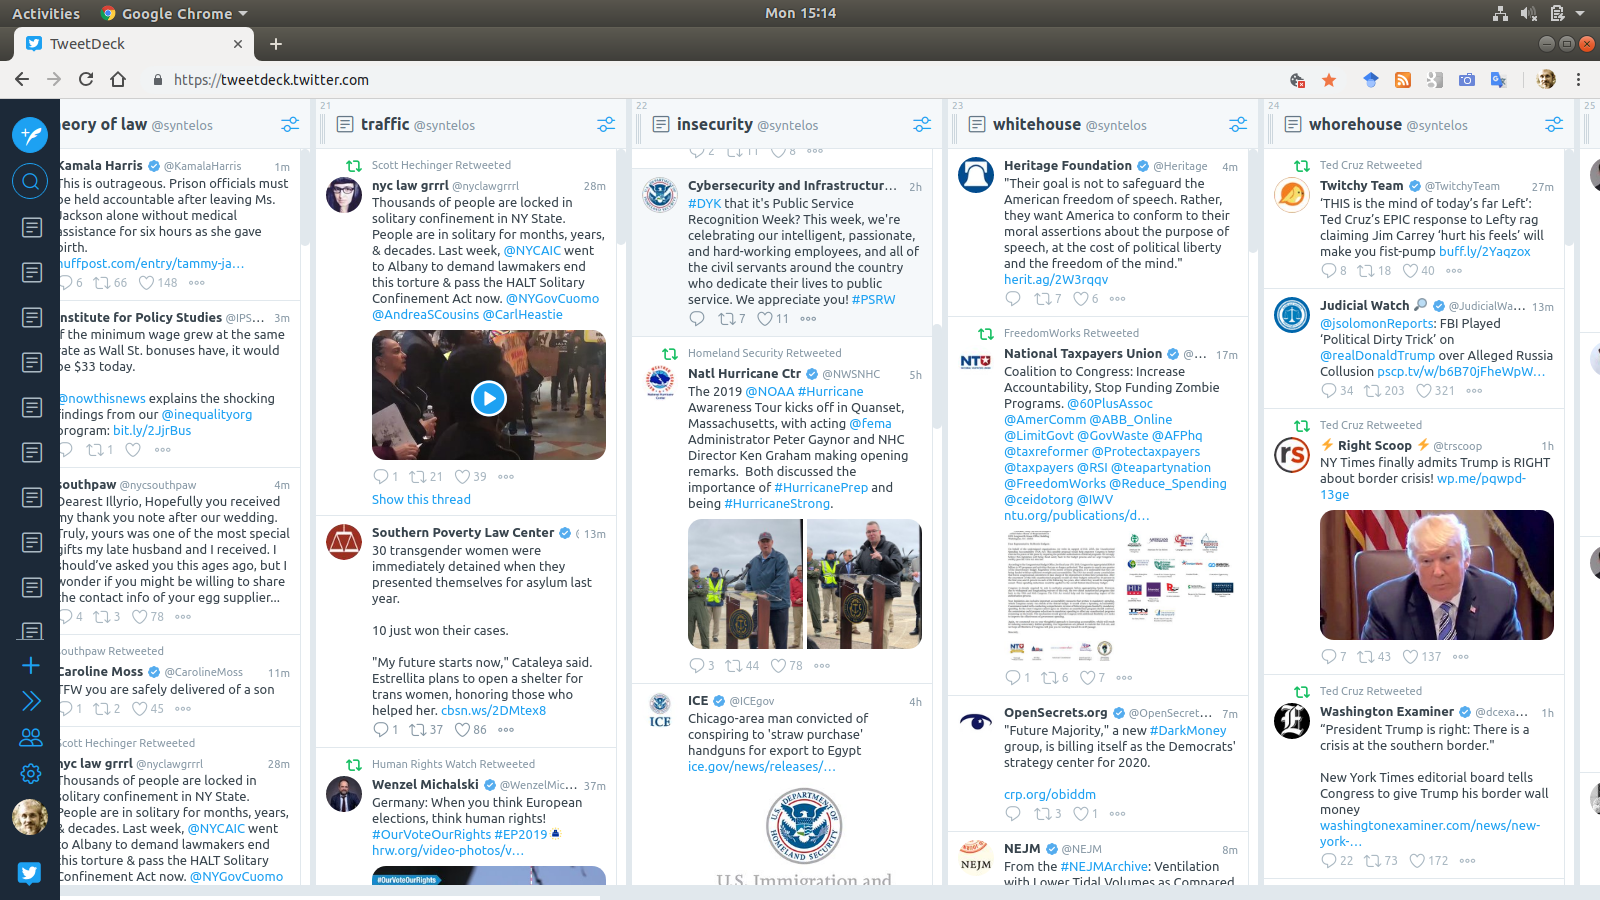 Activities
Google Chrome
Mon 15:14
TweetDeck
https://tweetdeck.twitter.com
eory of law @syntelos
Kamala Harris @KamalaHarris 1m
This is outrageous. Prison officials must
be held accountable after leaving Ms.
Jackson alone without medical
assistance for six hours as she gave
birth.
huffpost.com/entry/tammy-ja…
6 66 148
Institute for Policy Studies @IPS… 3m
If the minimum wage grew at the same
rate as Wall St. bonuses have, it would
be $33 today.
@nowthisnews explains the shocking
findings from our @inequalityorg
program: bit.ly/2JjrBus
1
southpaw @nycsouthpaw 4m
Dearest Illyrio, Hopefully you received
my thank you note after our wedding.
Truly, yours was one of the most special
gifts my late husband and I received. I
should've asked you this ages ago, but I
wonder if you might be willing to share
the contact info of your egg supplier…
4 3 78
southpaw Retweeted
Caroline Moss @CarolineMoss 11m
TFW you are safely delivered of a son
1 2 45
Scott Hechinger Retweeted
nyc law grrrl @nyclawgrrrl 28m
Thousands of people are locked in
solitary confinement in NY State.
People are in solitary for months, years,
& decades. Last week, @NYCAIC went
to Albany to demand lawmakers end
this torture & pass the HALT Solitary
Confinement Act now. @NYGovCuomo
21
traffic @syntelos
Scott Hechinger Retweeted
nyc law grrrl @nyclawgrrrl 28m
Thousands of people are locked in
solitary confinement in NY State.
People are in solitary for months, years,
& decades. Last week, @NYCAIC went
to Albany to demand lawmakers end
this torture & pass the HALT Solitary
Confinement Act now. @NYGovCuomo
@AndreaSCousins @CarlHeastie
1 21 39
Show this thread
Southern Poverty Law Center 13m
30 transgender women were
immediately detained when they
presented themselves for asylum last
year.
10 just won their cases.
"My future starts now," Cataleya said.
Estrellita plans to open a shelter for
trans women, honoring those who
helped her. cbsn.ws/2DMtex8
1 37 86
Human Rights Watch Retweeted
Wenzel Michalski @WenzelMic… 37m
Germany: When you think European
elections, think human rights!
#OurVoteOurRights #EP2019
hrw.org/video-photos/v…
#OurVoteOurRights
22
insecurity @syntelos
2 11 8
Cybersecurity and Infrastructur… 2h
#DYK that it's Public Service
Recognition Week? This week, we're
celebrating our intelligent, passionate,
and hard-working employees, and all of
the civil servants around the country
who dedicate their lives to public
service. We appreciate you! #PSRW
7 11
Homeland Security Retweeted
Natl Hurricane Ctr @NWSNHC 5h
The 2019 @NOAA #Hurricane
Awareness Tour kicks off in Quanset,
Massachusetts, with acting @fema
Administrator Peter Gaynor and NHC
Director Ken Graham making opening
remarks. Both discussed the
importance of #HurricanePrep and
being #HurricaneStrong.
3 44 78
ICE @ICEgov 4h
ICE
Chicago-area man convicted of
conspiring to 'straw purchase'
handguns for export to Egypt
ice.gov/news/releases/…
U.S. DEPARTMENT OF
HOMELAND SECURITY
U.S. Immigration and
23
whitehouse @syntelos
Heritage Foundation @Heritage 4m
"Their goal is not to safeguard the
American freedom of speech. Rather,
they want America to conform to their
moral assertions about the purpose of
speech, at the cost of political liberty
and the freedom of the mind."
herit.ag/2W3rqqv
7 6
FreedomWorks Retweeted
National Taxpayers Union @… 17m
NTU
Coalition to Congress: Increase
Accountability, Stop Funding Zombie
Programs. @60PlusAssoc
@AmerComm @ABB_Online
@LimitGovt @GovWaste @AFPhq
@taxreformer @Protectaxpayers
@taxpayers @RSI @teapartynation
@FreedomWorks @Reduce_Spending
@ceidotorg @IWV
ntu.org/publications/d…
1 6 7
OpenSecrets.org @OpenSecret… 7m
"Future Majority," a new #DarkMoney
group, is billing itself as the Democrats'
strategy center for 2020.
crp.org/obiddm
3 1
NEJM @NEJM 8m
NEJM
From the #NEJMArchive: Ventilation
with Lower Tidal Volumes as Compared
24
whorehouse @syntelos
Ted Cruz Retweeted
Twitchy Team @TwitchyTeam 27m
‘THIS is the mind of today’s far Left’:
Ted Cruz’s EPIC response to Lefty rag
claiming Jim Carrey ‘hurt his feels’ will
make you fist-pump buff.ly/2Yaqzox
8 18 40
Judicial Watch @JudicialWa… 13m
@jsolomonReports: FBI Played
‘Political Dirty Trick’ on
@realDonaldTrump over Alleged Russia
Collusion pscp.tv/w/b6B70jFheWpW…
34 203 321
Ted Cruz Retweeted
rs
Right Scoop @trscoop 1h
NY Times finally admits Trump is RIGHT
about border crisis! wp.me/pqwpd-
13ge
7 43 137
Ted Cruz Retweeted
Washington Examiner @dcexa… 1h
“President Trump is right: There is a
crisis at the southern border."
New York Times editorial board tells
Congress to give Trump his border wall
money
washingtonexaminer.com/news/new-
york-…
22 73 172
25